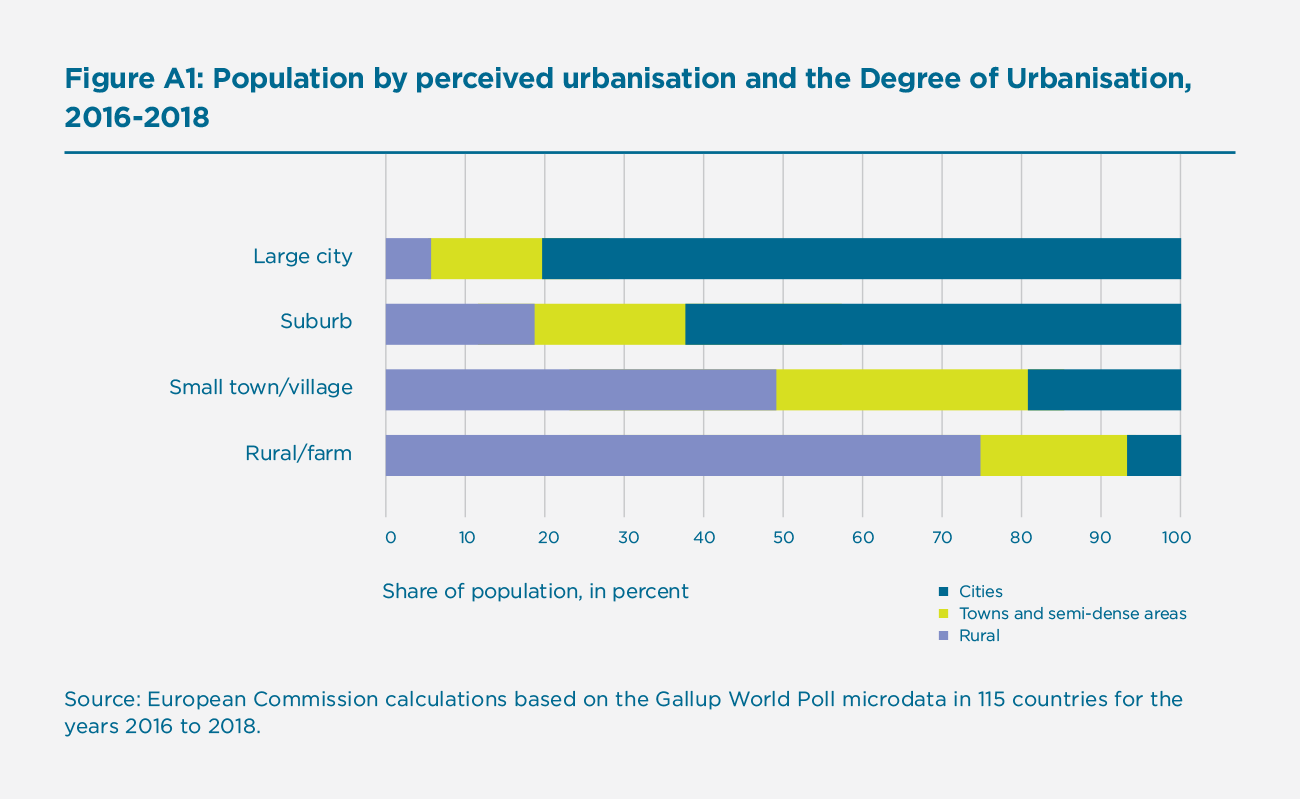 Figure A1: Population by perceived urbanisation and the Degree of Urbanisation,
2016-2018
Large city
Suburb
Small town/village
Rural/farm
0 10 20 30 40 50 60 70 80 90 100
Share of population, in percent
Cities
Towns and semi-dense areas
Rural
Source: European Commission calculations based on the Gallup World Poll microdata in 115 countries for the
years 2016 to 2018.